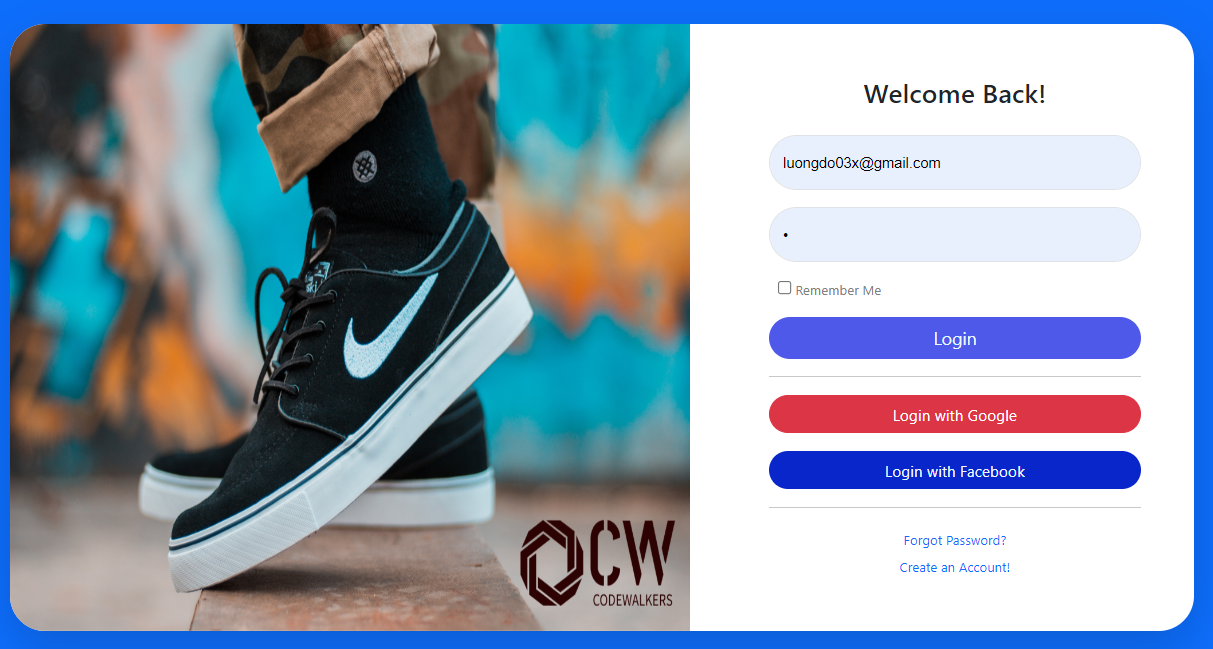 Welcome Back!
luongdo03x@gmail.com
•
Remember Me
Login
Login with Google
Login with Facebook
Forgot Password?
Create an Account!
CW
CODEWALKERS